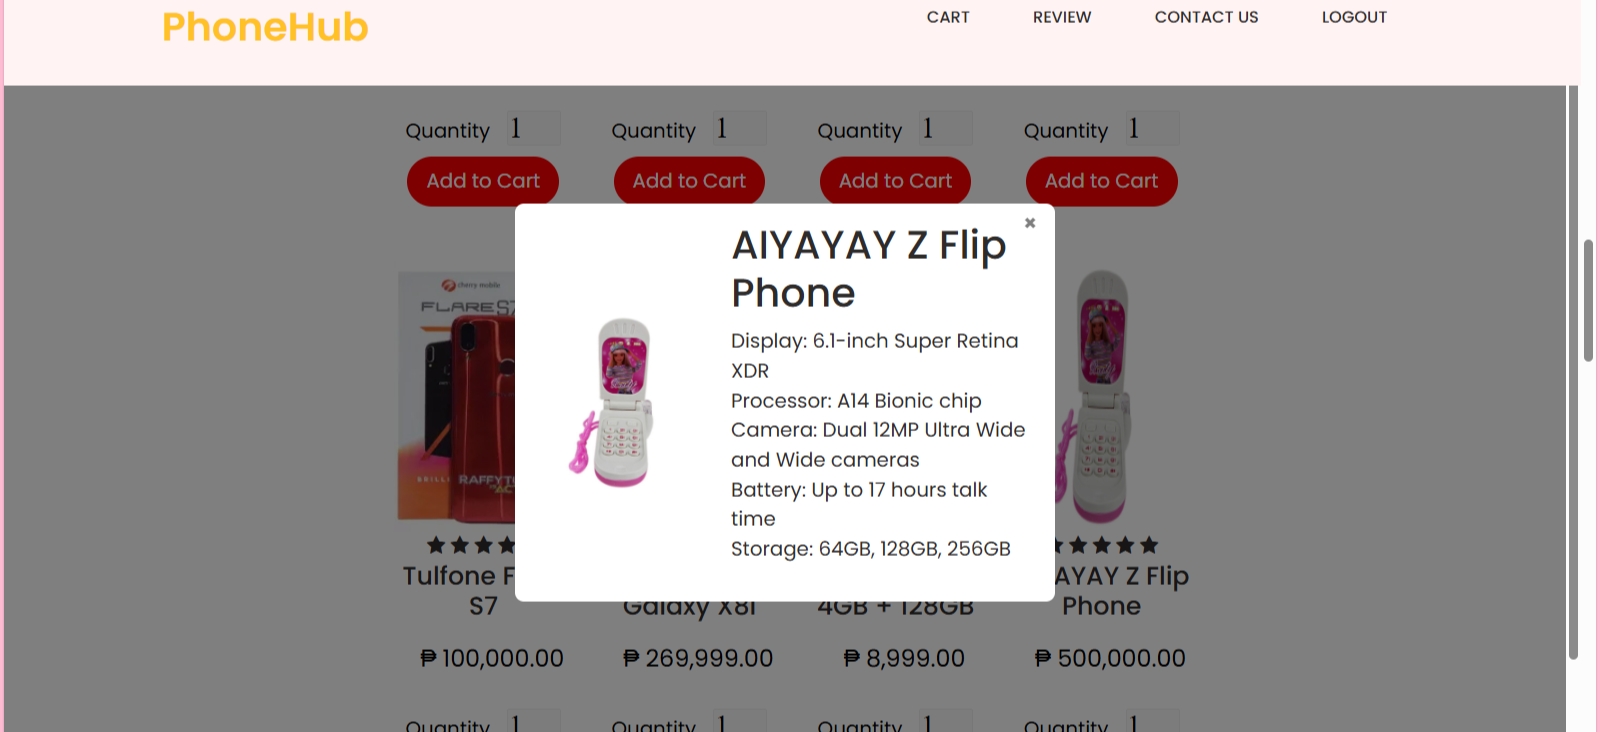 PhoneHub
CART REVIEW CONTACT US LOGOUT
Quantity 1 Quantity 1 Quantity 1 Quantity 1
Add to Cart Add to Cart Add to Cart Add to Cart
✖
AIYAYAY Z Flip
Phone
Display: 6.1-inch Super Retina
XDR
Processor: A14 Bionic chip
Camera: Dual 12MP Ultra Wide
and Wide cameras
Battery: Up to 17 hours talk
time
Storage: 64GB, 128GB, 256GB
cherry mobile
FLARE S7
Tulfone F
S7
Galaxy X8i
4GB + 128GB
AYAY Z Flip
Phone
₱ 100,000.00 ₱ 269,999.00 ₱ 8,999.00 ₱ 500,000.00
Quantity 1 Quantity 1 Quantity 1 Quantity 1